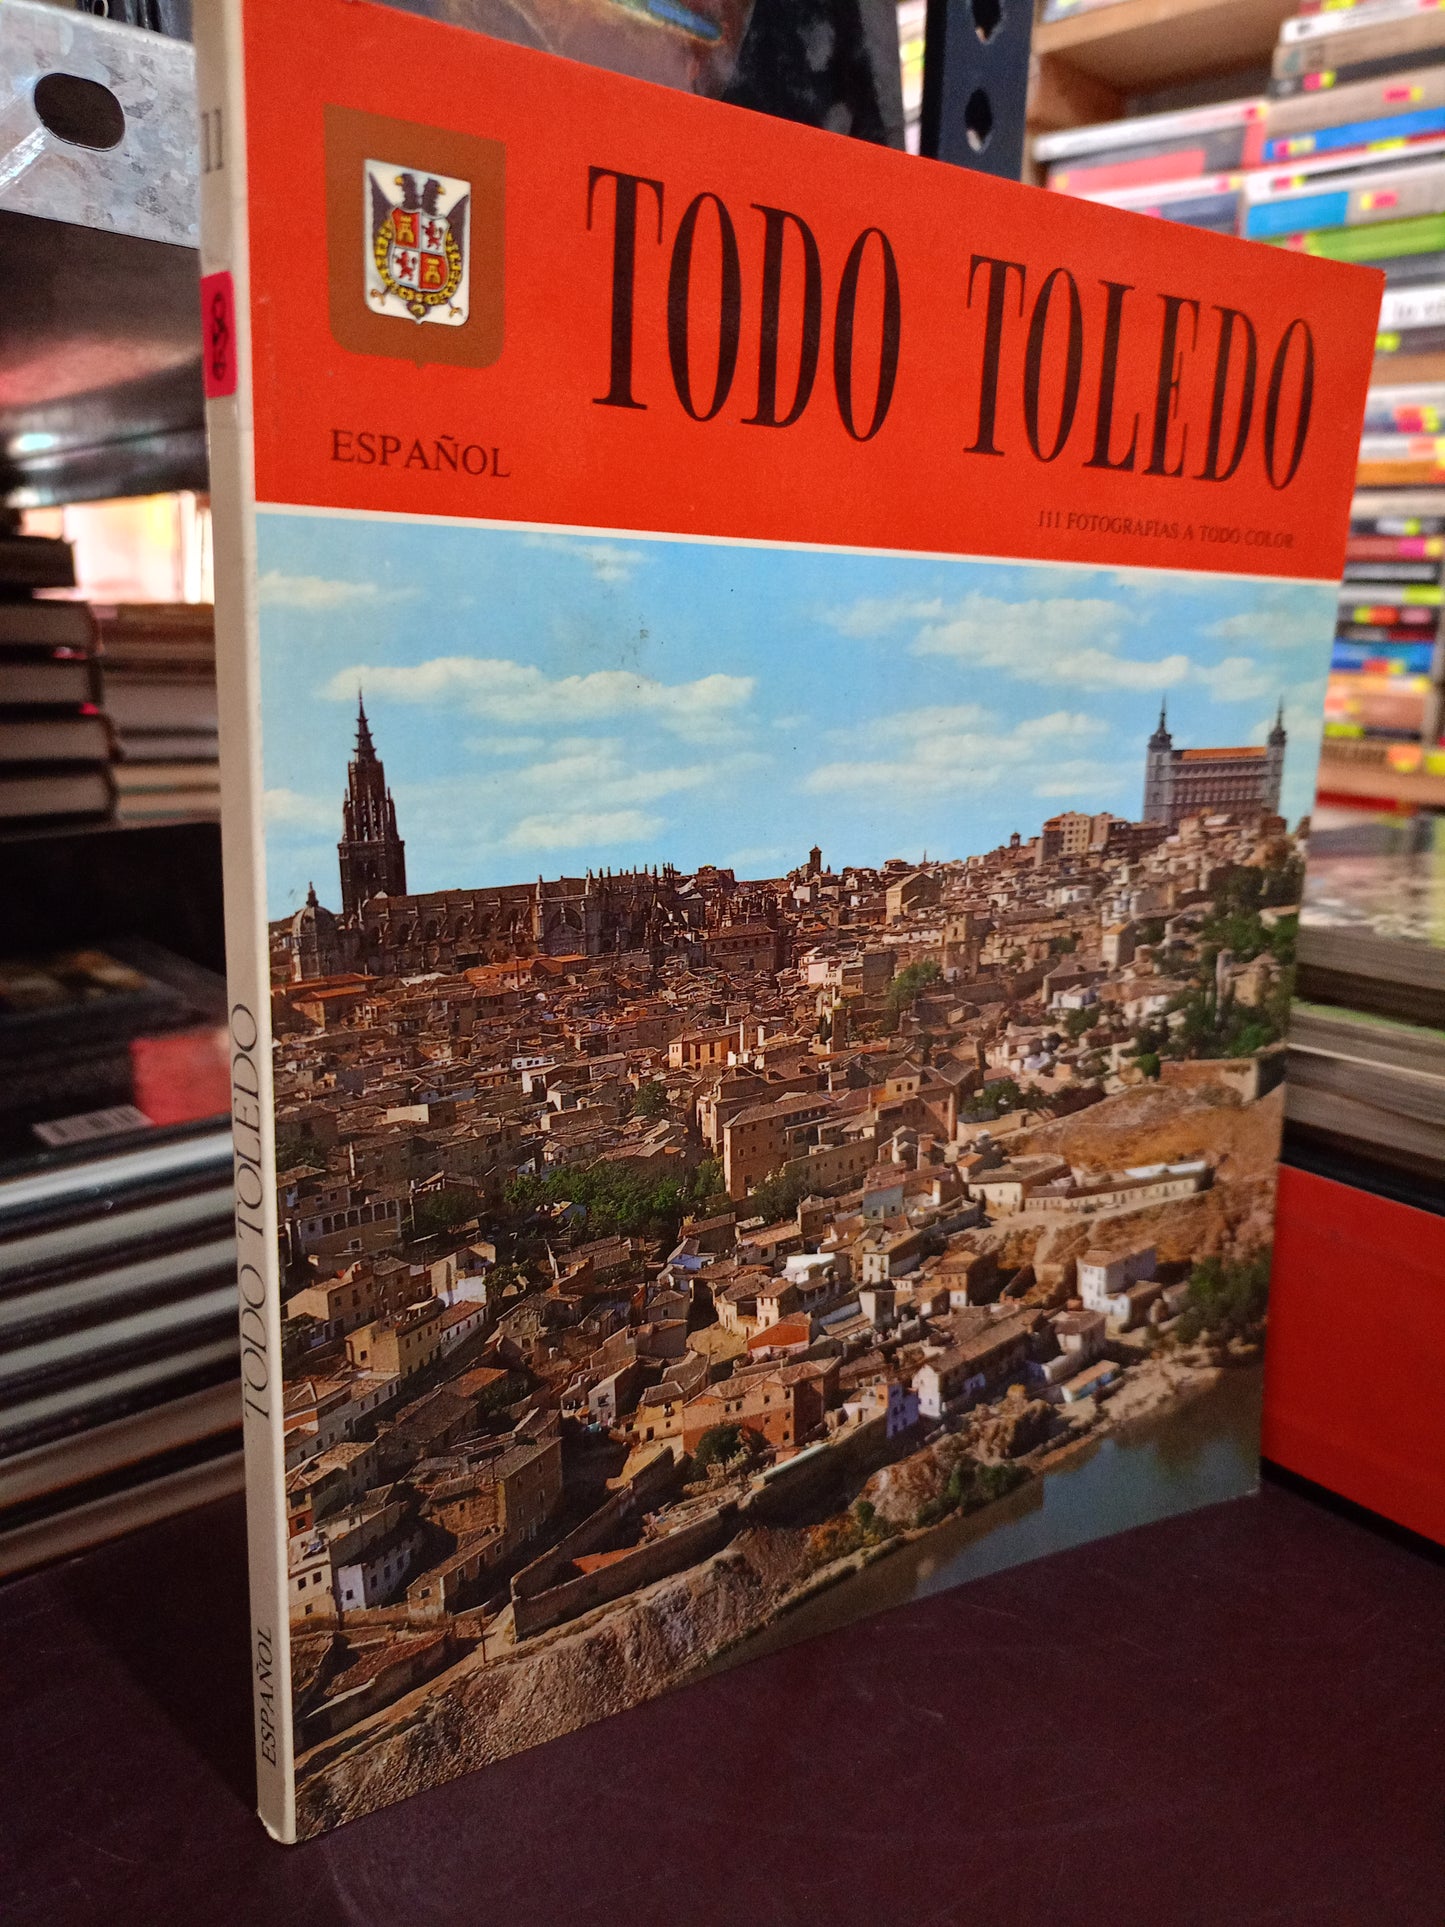 TODO TOLEDO
ESPAÑOL
111 FOTOGRAFIAS A TODO COLOR
11
TODO TOLEDO
ESPAÑOL